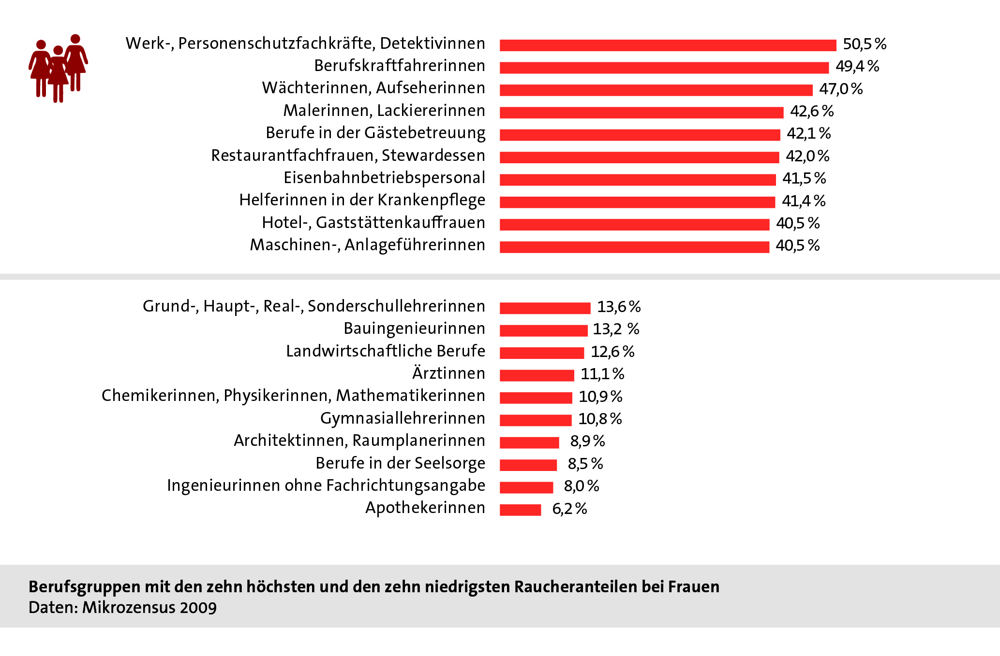 Werk-, Personenschutzfachkräfte, Detektivinnen 50,5 %
Berufskraftfahrerinnen 49,4 %
Wächterinnen, Aufseherinnen 47,0 %
Malerinnen, Lackiererinnen 42,6 %
Berufe in der Gästebetreuung 42,1 %
Restaurantfachfrauen, Stewardessen 42,0 %
Eisenbahnbetriebspersonal 41,5 %
Helferinnen in der Krankenpflege 41,4 %
Hotel-, Gaststättenkauffrauen 40,5 %
Maschinen-, Anlageführerinnen 40,5 %
Grund-, Haupt-, Real-, Sonderschullehrerinnen 13,6 %
Bauingenieurinnen 13,2 %
Landwirtschaftliche Berufe 12,6 %
Ärztinnen 11,1 %
Chemikerinnen, Physikerinnen, Mathematikerinnen 10,9 %
Gymnasiallehrerinnen 10,8 %
Architektinnen, Raumplanerinnen 8,9 %
Berufe in der Seelsorge 8,5 %
Ingenieurinnen ohne Fachrichtungsangabe 8,0 %
Apothekerinnen 6,2 %
Berufsgruppen mit den zehn höchsten und den zehn niedrigsten Raucheranteilen bei Frauen
Daten: Mikrozensus 2009